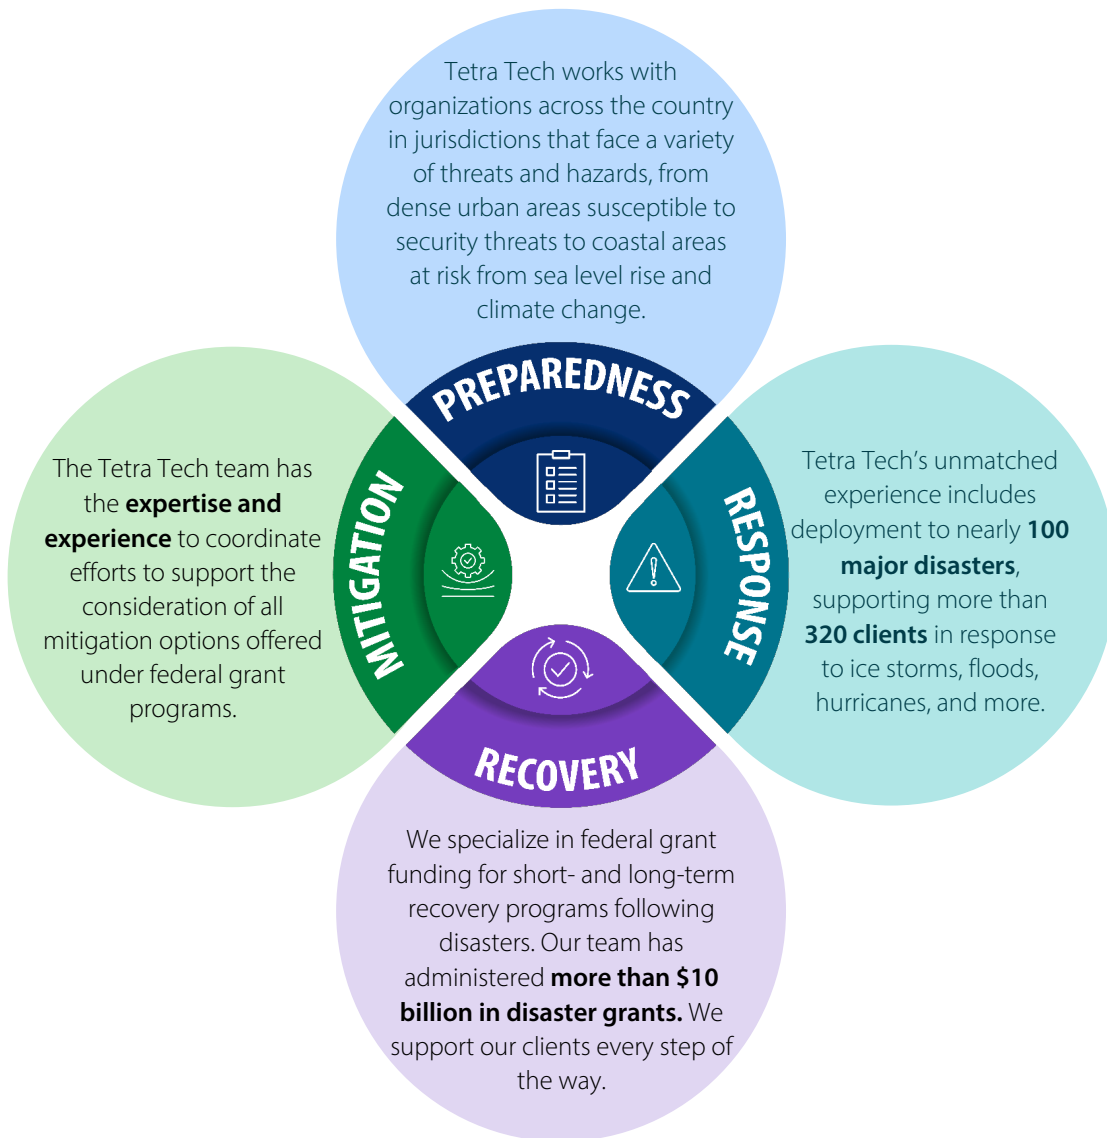 Tetra Tech works with
organizations across the country
in jurisdictions that face a variety
of threats and hazards, from
dense urban areas susceptible to
security threats to coastal areas
at risk from sea level rise and
climate change.
PREPAREDNESS
The Tetra Tech team has
the expertise and
experience to coordinate
efforts to support the
consideration of all
mitigation options offered
under federal grant
programs.
MITIGATION
RESPONSE
Tetra Tech’s unmatched
experience includes
deployment to nearly 100
major disasters,
supporting more than
320 clients in response
to ice storms, floods,
hurricanes, and more.
RECOVERY
We specialize in federal grant
funding for short- and long-term
recovery programs following
disasters. Our team has
administered more than $10
billion in disaster grants. We
support our clients every step of
the way.